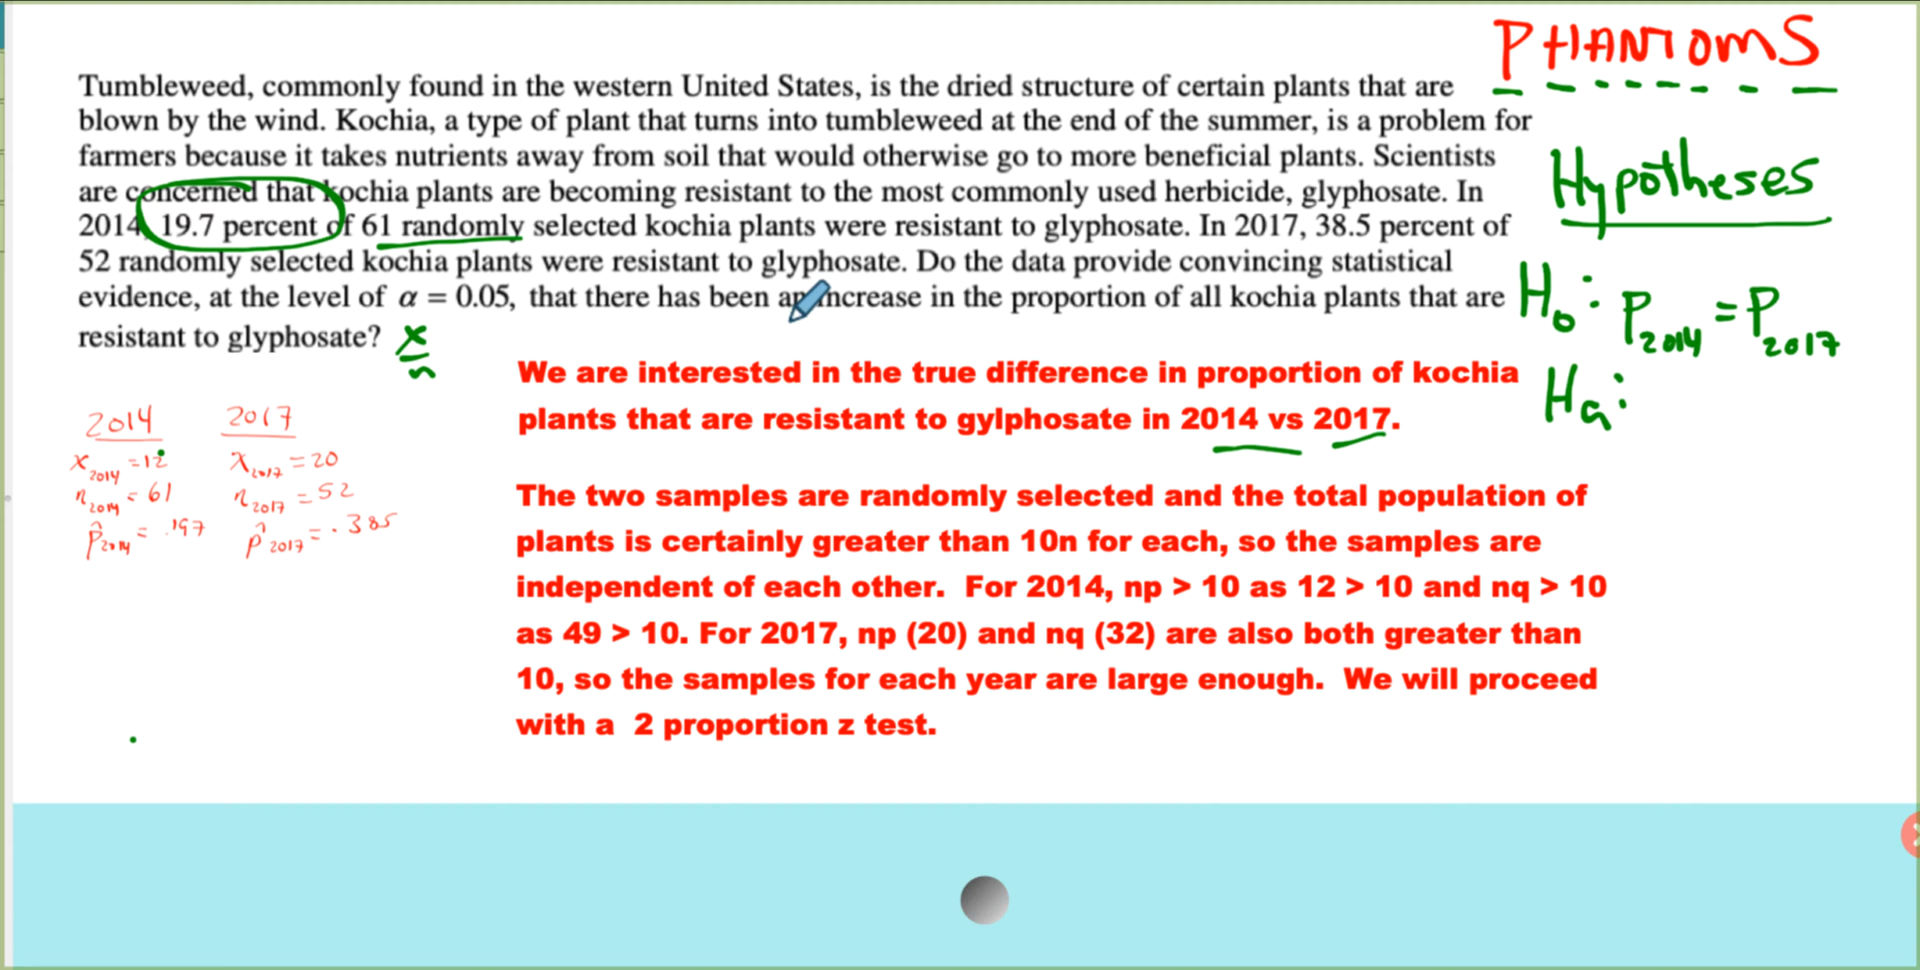 PHANTOMS
Tumbleweed, commonly found in the western United States, is the dried structure of certain plants that are
blown by the wind. Kochia, a type of plant that turns into tumbleweed at the end of the summer, is a problem for
farmers because it takes nutrients away from soil that would otherwise go to more beneficial plants. Scientists
are concerned that kochia plants are becoming resistant to the most commonly used herbicide, glyphosate. In
2014 19.7 percent of 61 randomly selected kochia plants were resistant to glyphosate. In 2017, 38.5 percent of
52 randomly selected kochia plants were resistant to glyphosate. Do the data provide convincing statistical
evidence, at the level of α = 0.05, that there has been an increase in the proportion of all kochia plants that are
resistant to glyphosate?
x/n
Hypotheses
H₀: P₂₀₁₄ = P₂₀₁₇
Hₐ:
We are interested in the true difference in proportion of kochia
plants that are resistant to gylphosate in 2014 vs 2017.
2014 2017
x₂₀₁₄ = 12 x₂₀₁₇ = 20
n₂₀₁₄ = 61 n₂₀₁₇ = 52
p̂₂₀₁₄ = .197 p̂₂₀₁₇ = .385
The two samples are randomly selected and the total population of
plants is certainly greater than 10n for each, so the samples are
independent of each other. For 2014, np > 10 as 12 > 10 and nq > 10
as 49 > 10. For 2017, np (20) and nq (32) are also both greater than
10, so the samples for each year are large enough. We will proceed
with a 2 proportion z test.